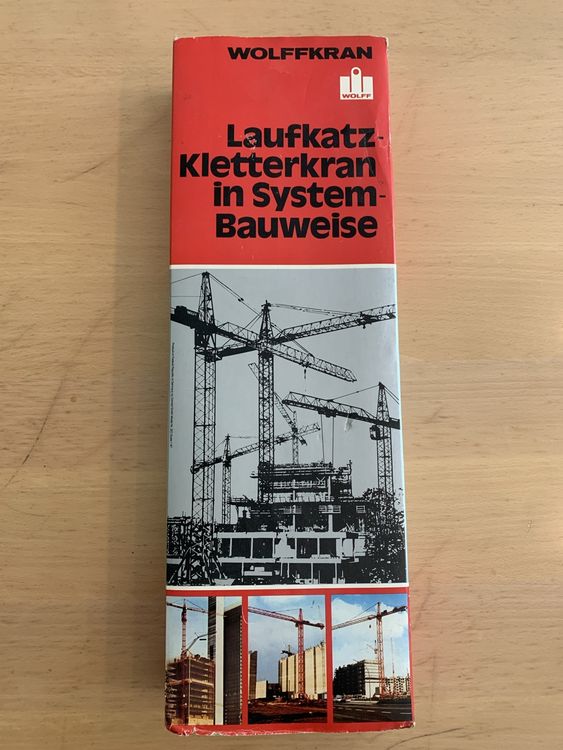 WOLFFKRAN
WOLFF
Laufkatz-
Kletterkran
in System-
Bauweise